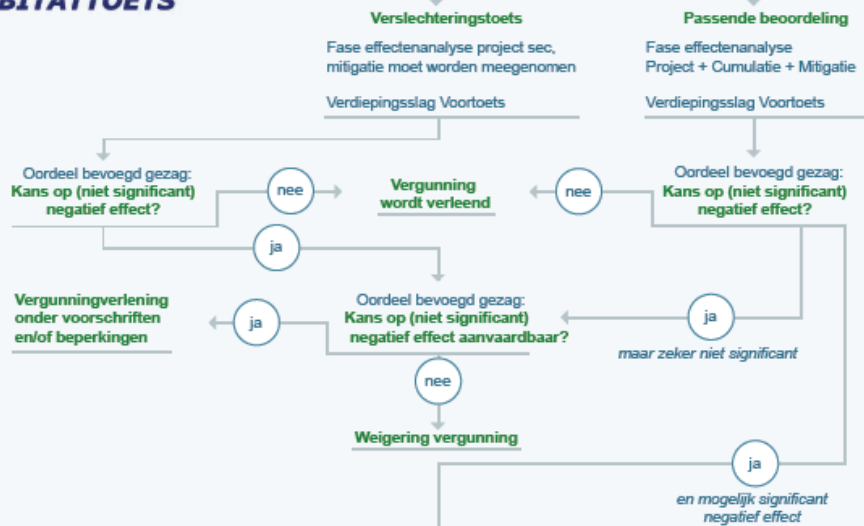 Verslechteringstoets
Fase effectenanalyse project sec,
mitigatie moet worden meegenomen
Verdiepingsslag Voortoets
Passende beoordeling
Fase effectenanalyse
Project + Cumulatie + Mitigatie
Verdiepingsslag Voortoets
Oordeel bevoegd gezag:
Kans op (niet significant)
negatief effect?
nee
Vergunning
wordt verleend
nee
Oordeel bevoegd gezag:
Kans op (niet significant)
negatief effect?
ja
Vergunningverlening
onder voorschriften
en/of beperkingen
ja
Oordeel bevoegd gezag:
Kans op (niet significant)
negatief effect aanvaardbaar?
ja
maar zeker niet significant
nee
Weigering vergunning
ja
en mogelijk significant
negatief effect